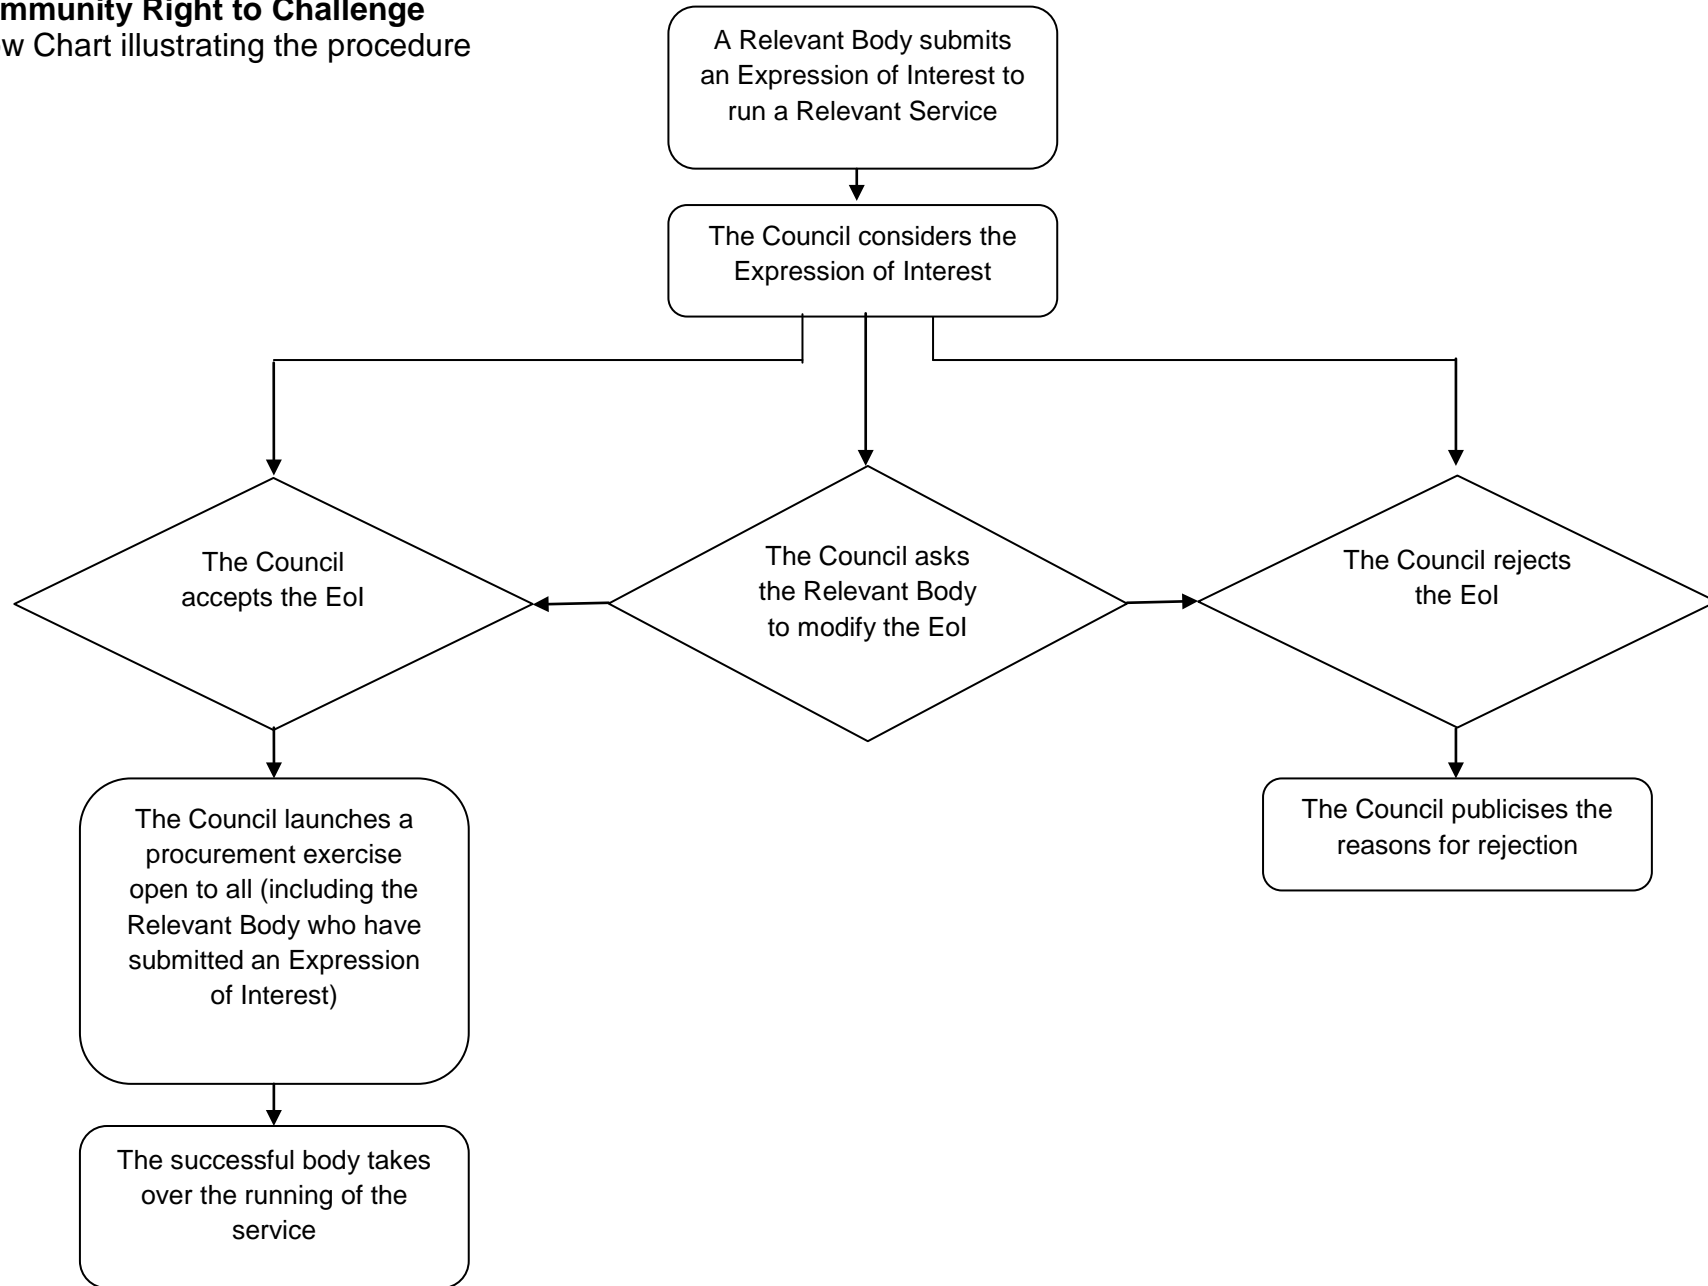 mmunity Right to Challenge
w Chart illustrating the procedure
A Relevant Body submits
an Expression of Interest to
run a Relevant Service
The Council considers the
Expression of Interest
The Council
accepts the EoI
The Council asks
the Relevant Body
to modify the EoI
The Council rejects
the EoI
The Council launches a
procurement exercise
open to all (including the
Relevant Body who have
submitted an Expression
of Interest)
The Council publicises the
reasons for rejection
The successful body takes
over the running of the
service